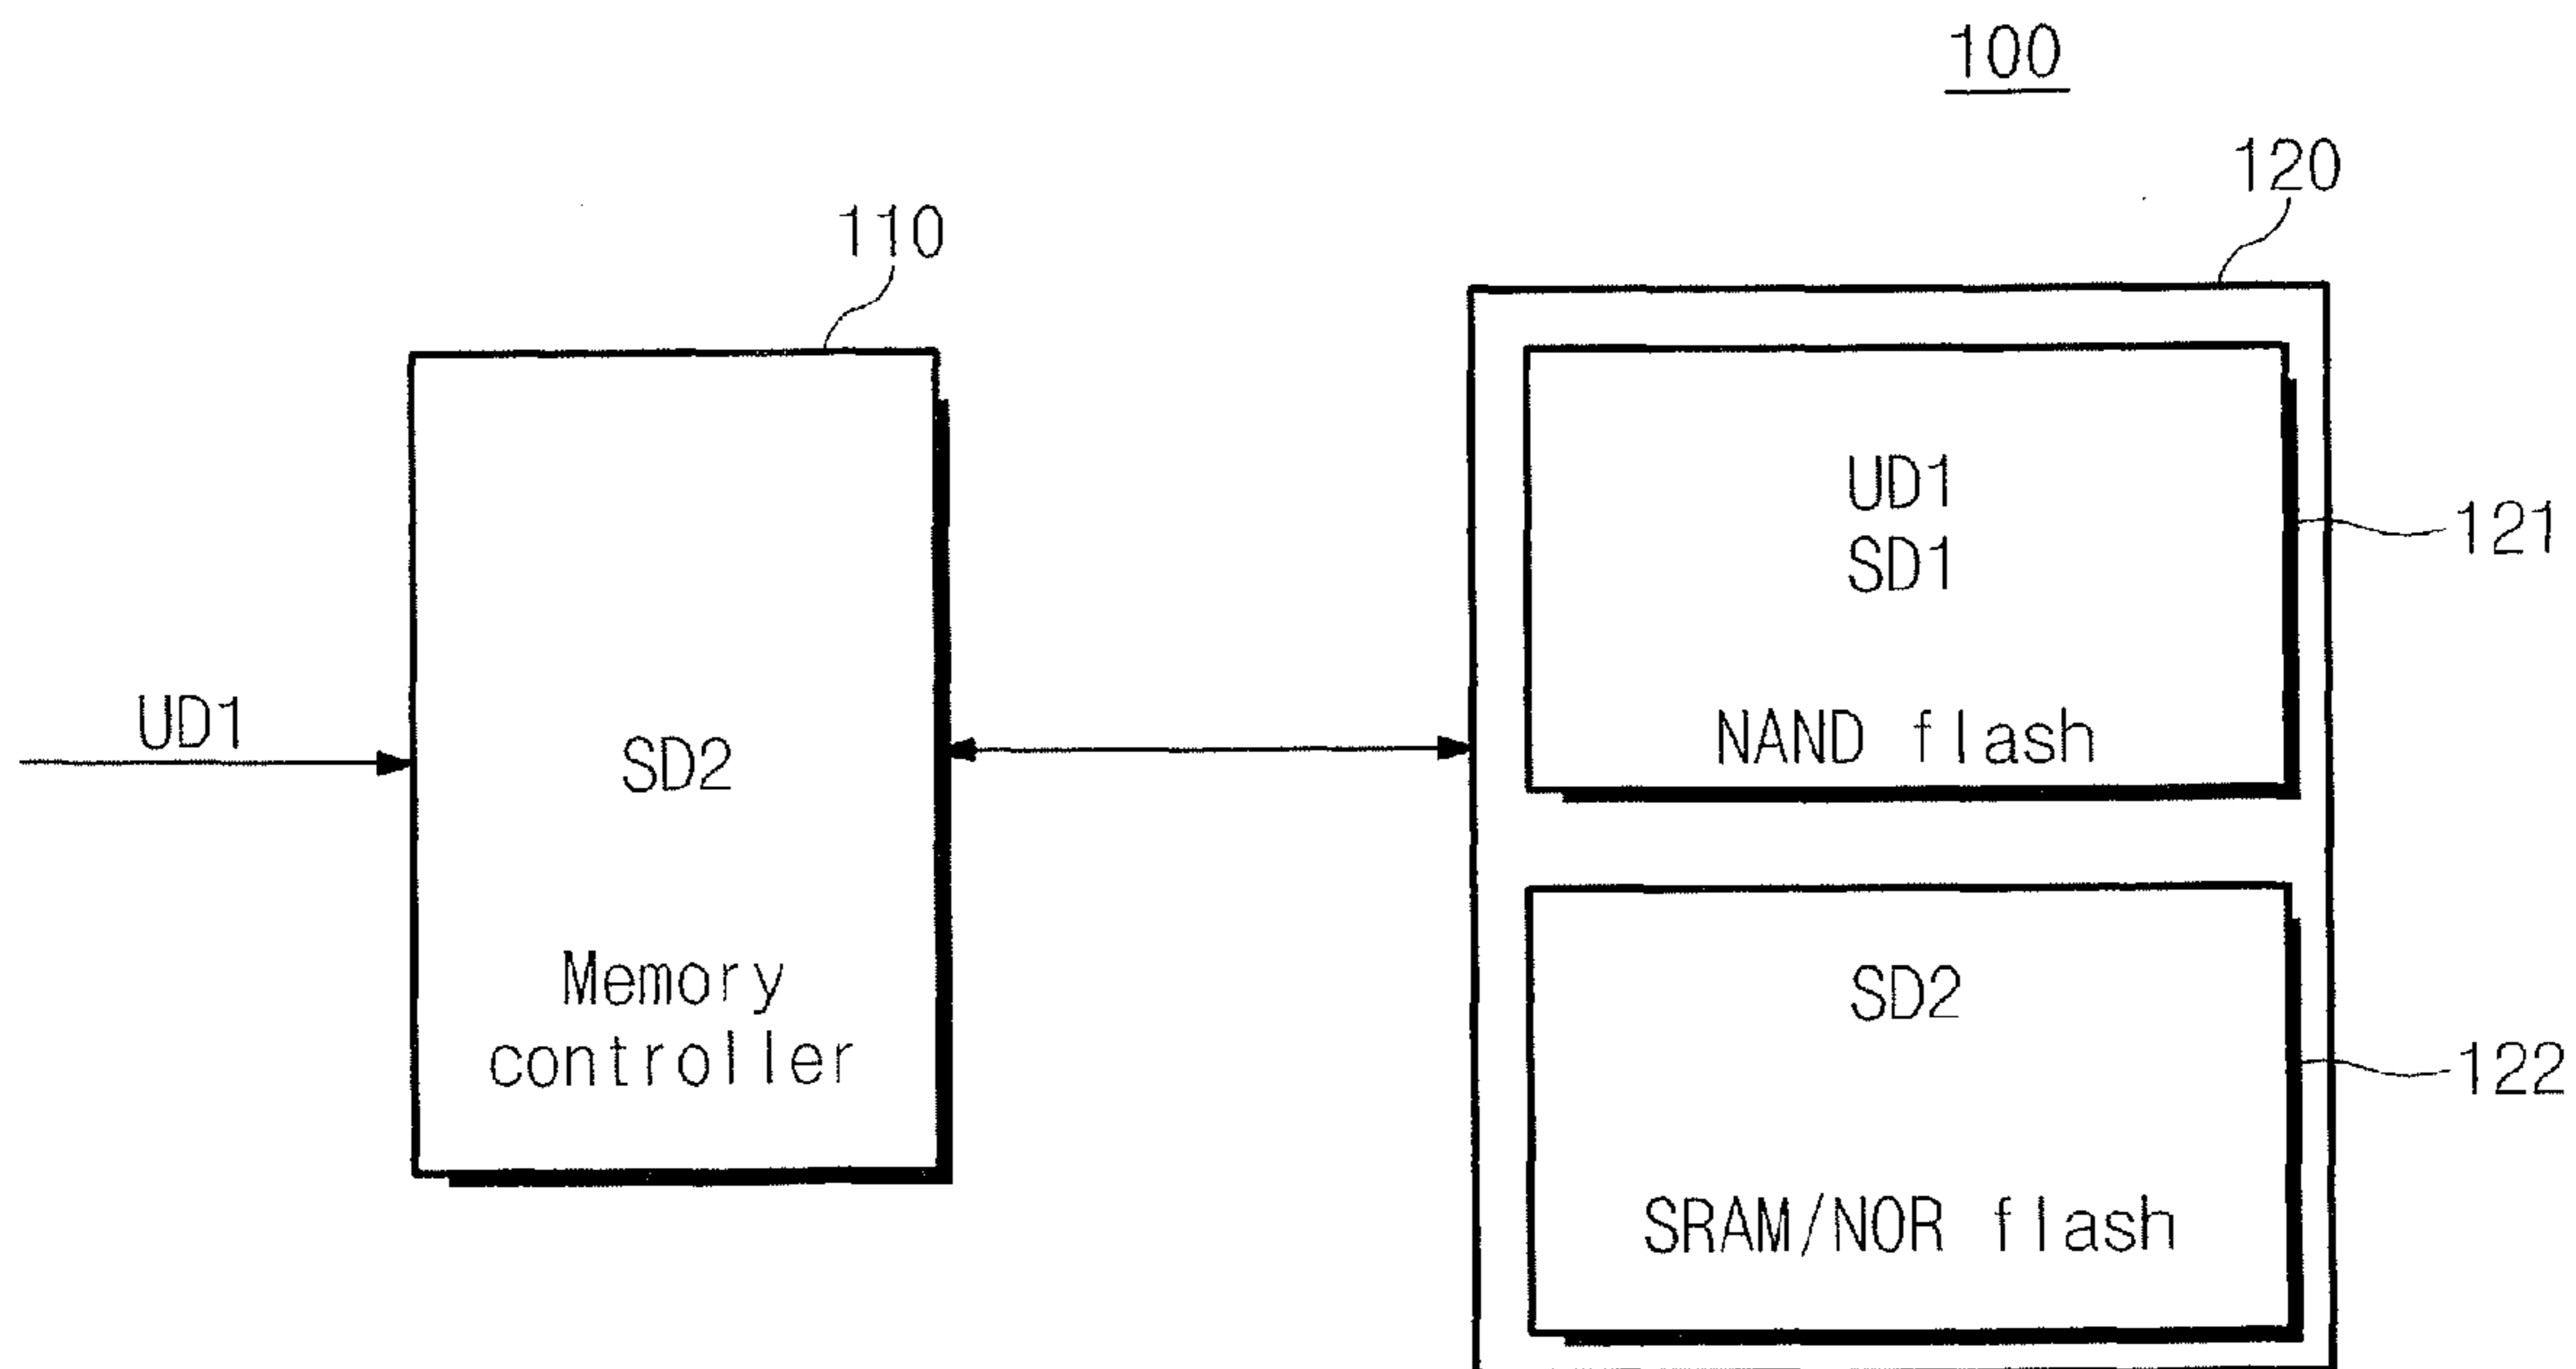 100
120
110
UD1
SD1
121
NAND flash
UD1
SD2
Memory
controller
SD2
122
SRAM/NOR flash